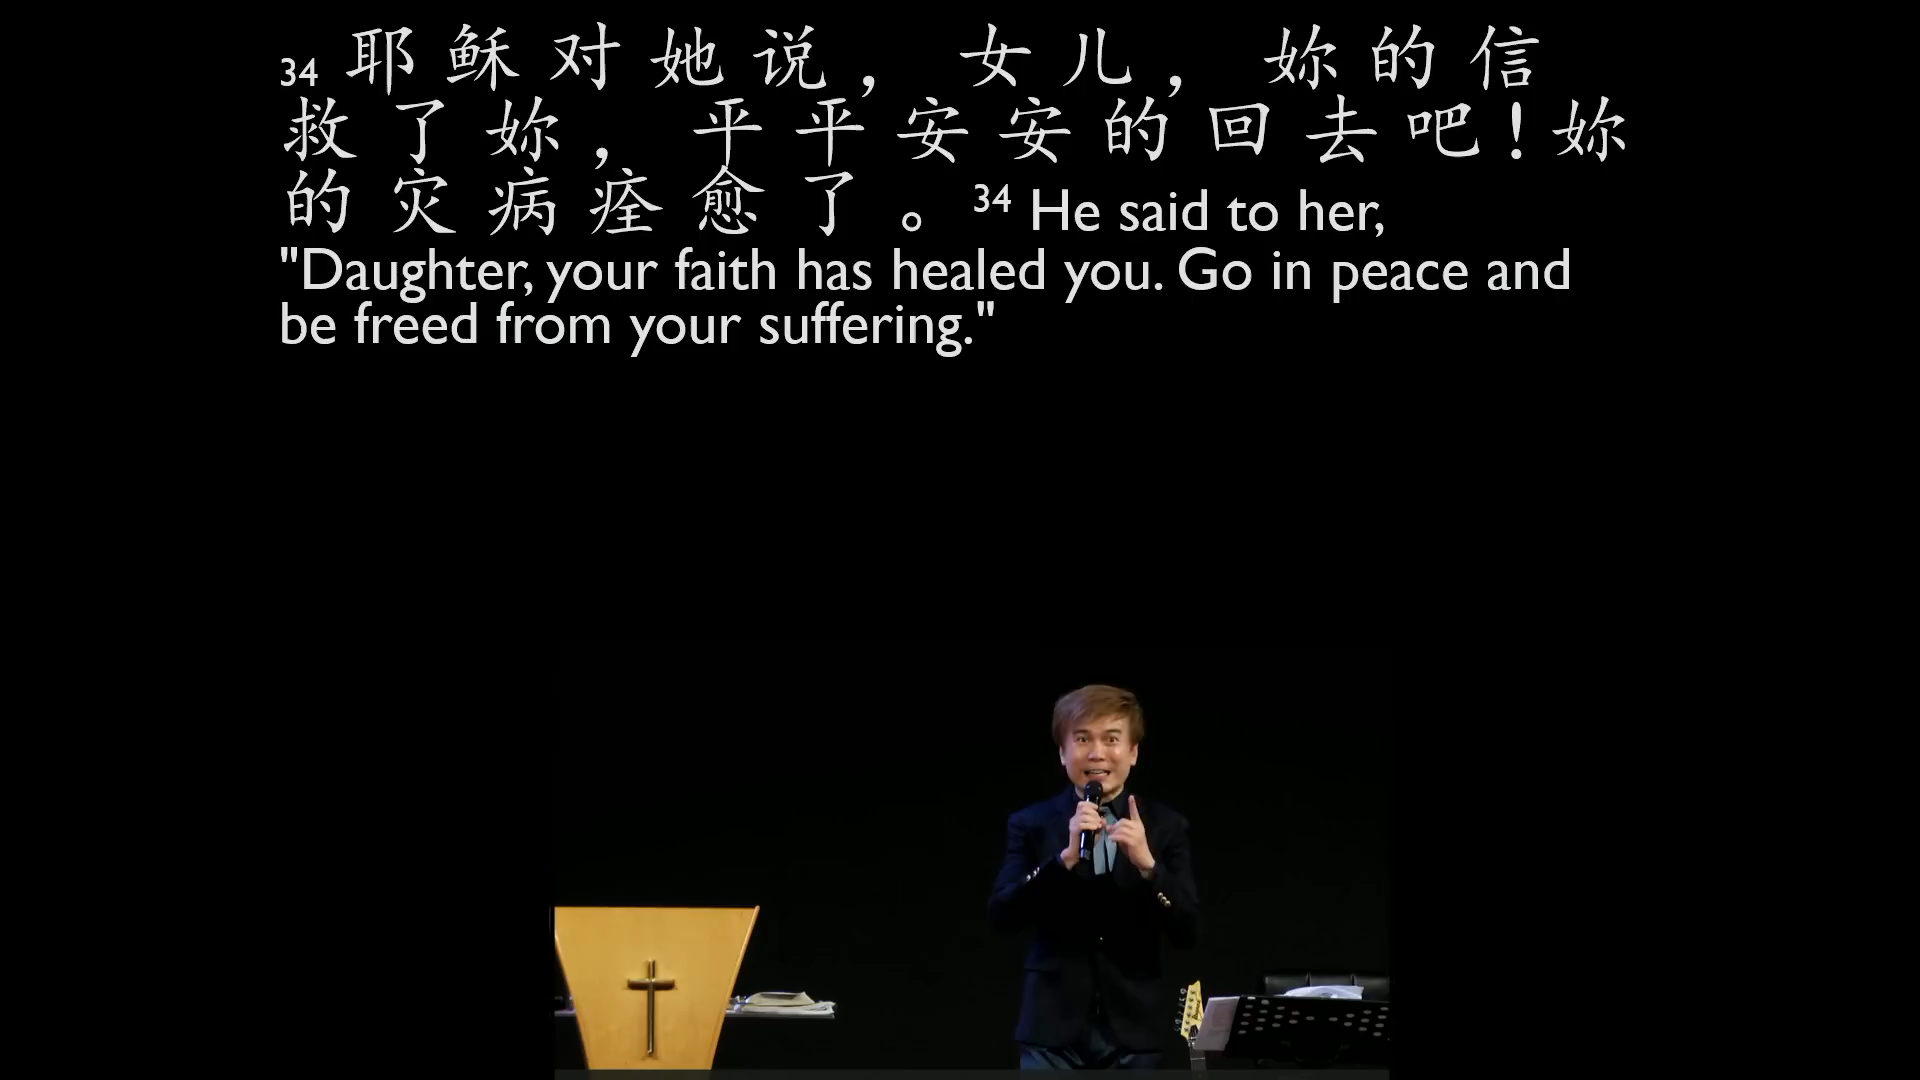 34 耶稣对她说，女儿，妳的信
救了妳，平平安安的回去吧！妳
的灾病痊愈了。34 He said to her,
"Daughter, your faith has healed you. Go in peace and
be freed from your suffering."